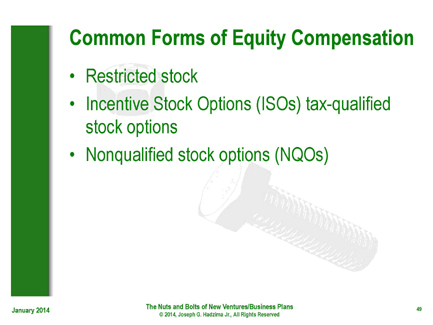 Common Forms of Equity Compensation
• Restricted stock
• Incentive Stock Options (ISOs) tax-qualified
stock options
• Nonqualified stock options (NQOs)
January 2014
The Nuts and Bolts of New Ventures/Business Plans
© 2014, Joseph G. Hadzima Jr., All Rights Reserved
49